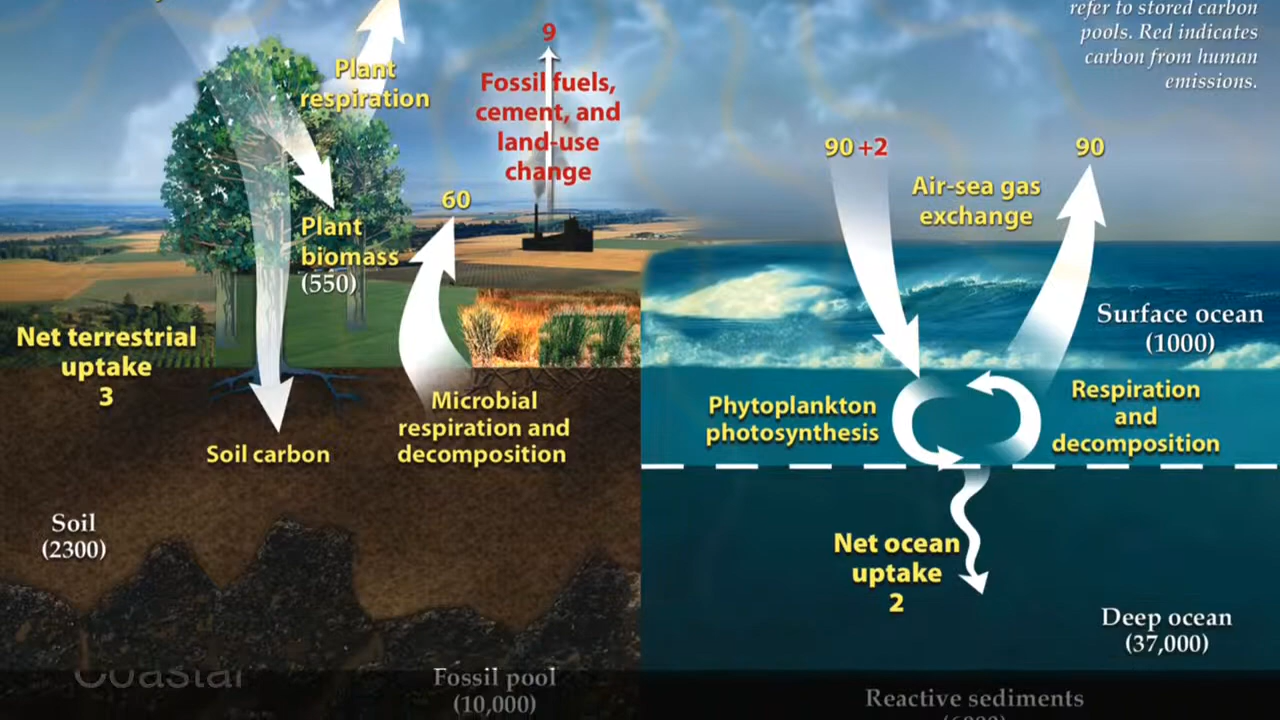 refer to stored carbon
pools. Red indicates
carbon from human
emissions.
9
Fossil fuels,
cement, and
land-use
change
Plant
respiration
90 +2
90
Air-sea gas
exchange
60
Plant
biomass
(550)
Surface ocean
(1000)
Net terrestrial
uptake
3
Microbial
respiration and
decomposition
Soil carbon
Phytoplankton
photosynthesis
Respiration
and
decomposition
Soil
(2300)
Net ocean
uptake
2
Deep ocean
(37,000)
Coastal
Fossil pool
(10,000)
Reactive sediments